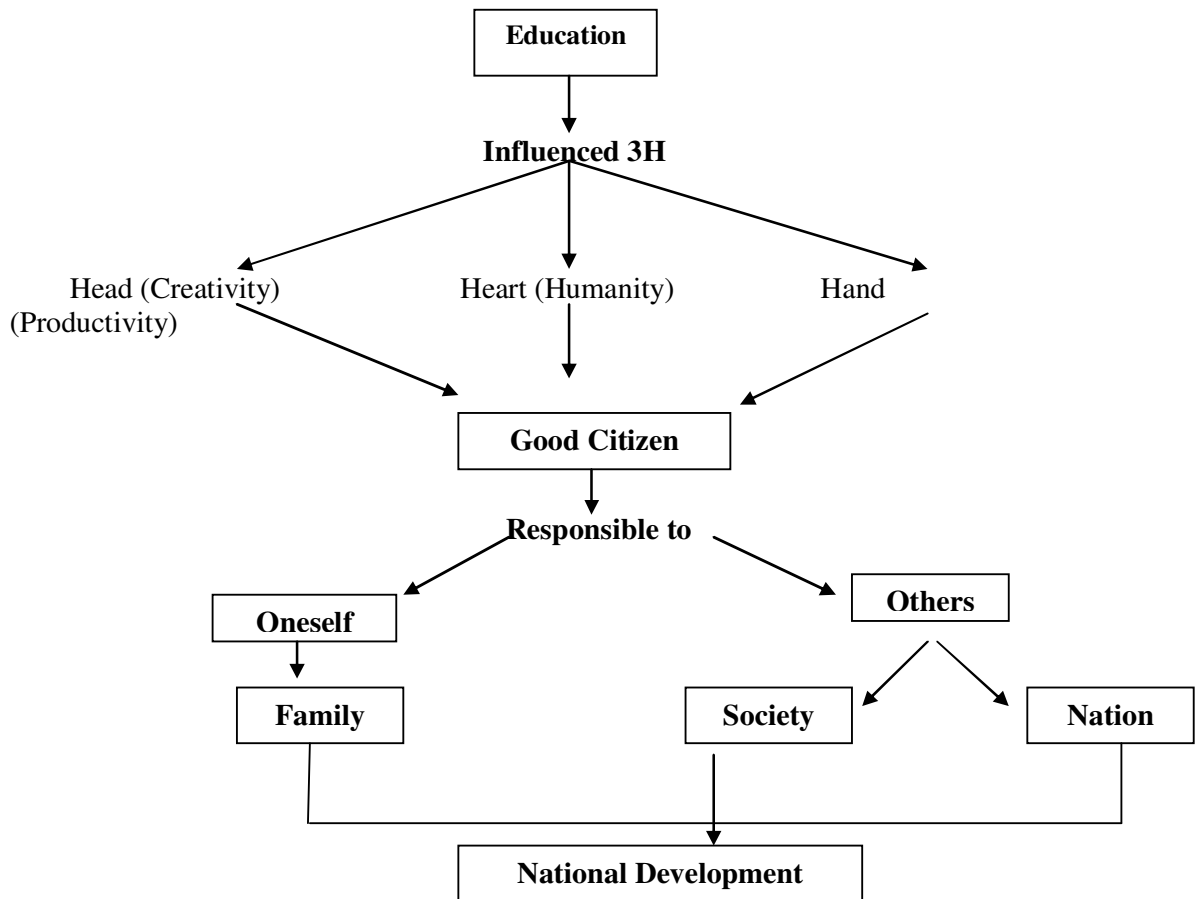 Education
Influenced 3H
Head (Creativity) Heart (Humanity) Hand
(Productivity)
Good Citizen
Responsible to
Oneself Others
Family Society Nation
National Development